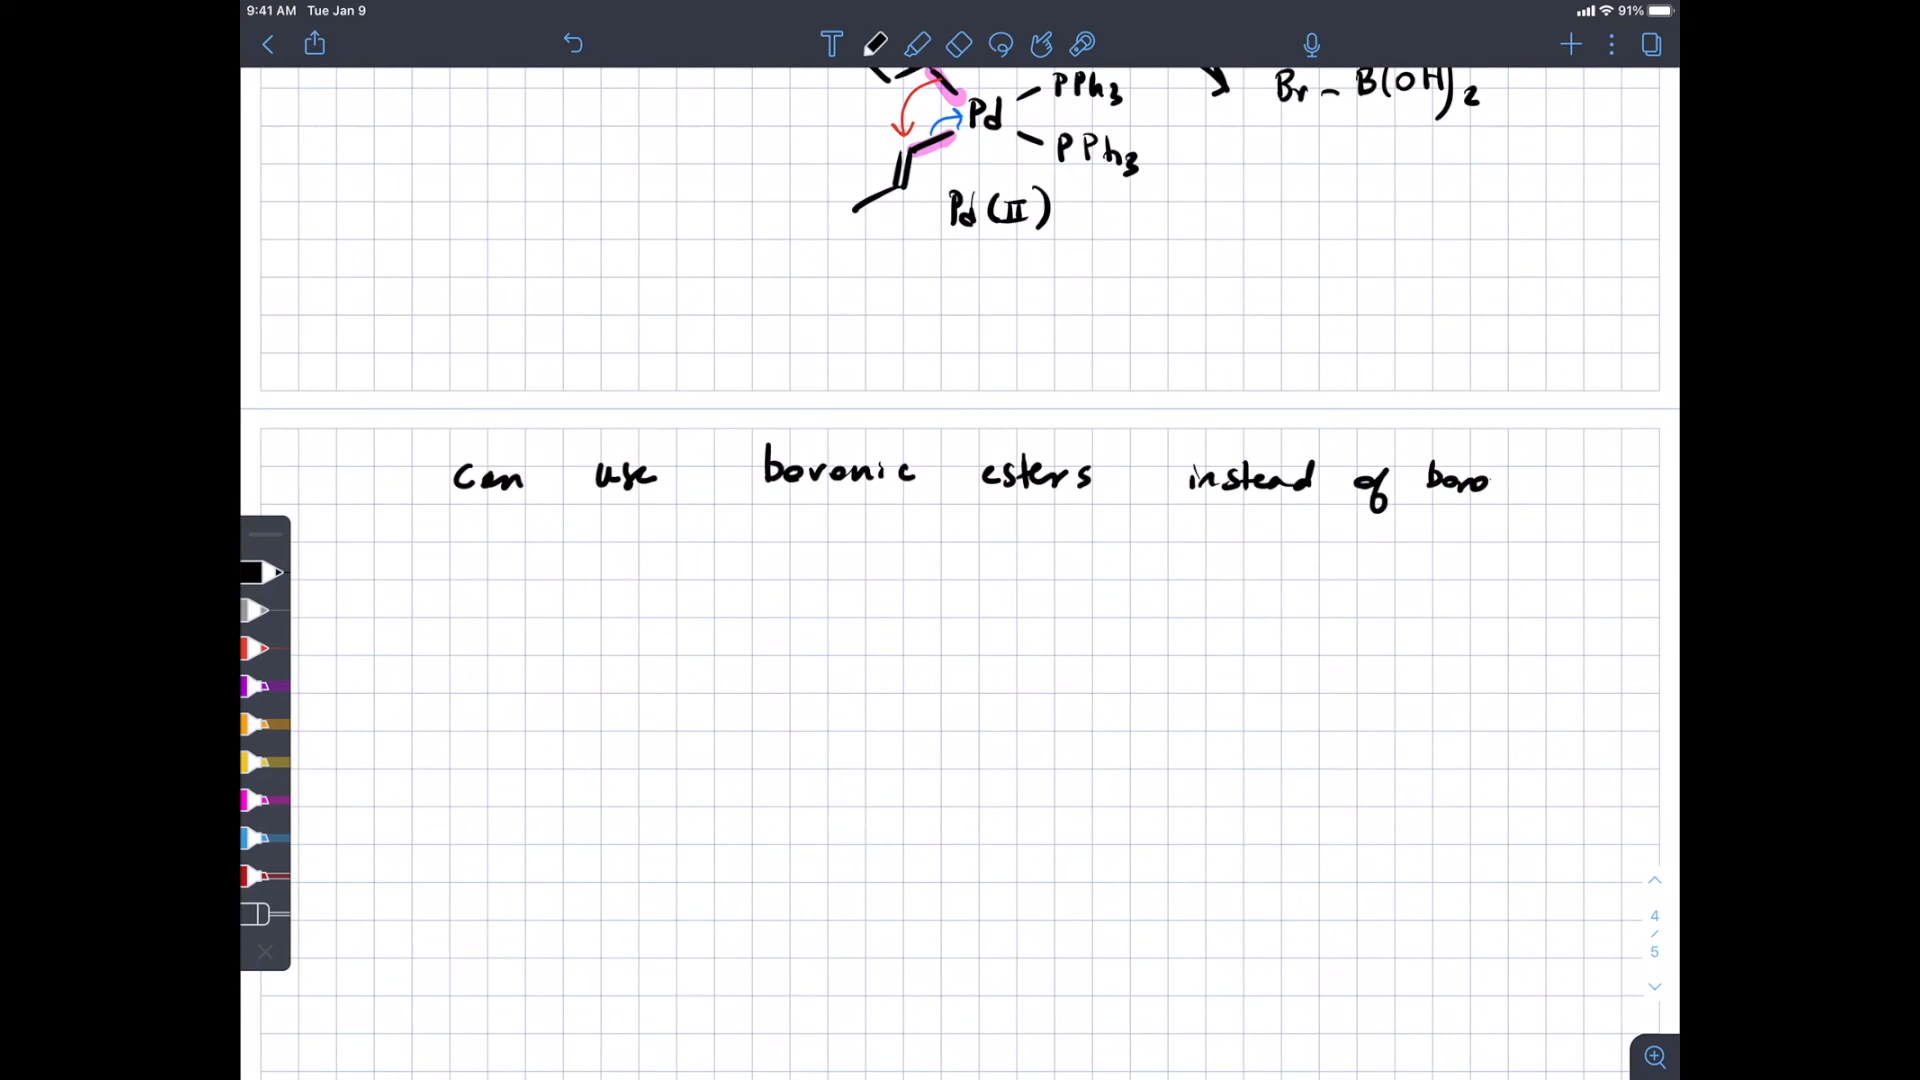 9:41 AM Tue Jan 9
91%
PPh3
Br - B(OH)2
Pd
PPh3
Pd (II)
can use boronic esters instead of boro
4
/
5